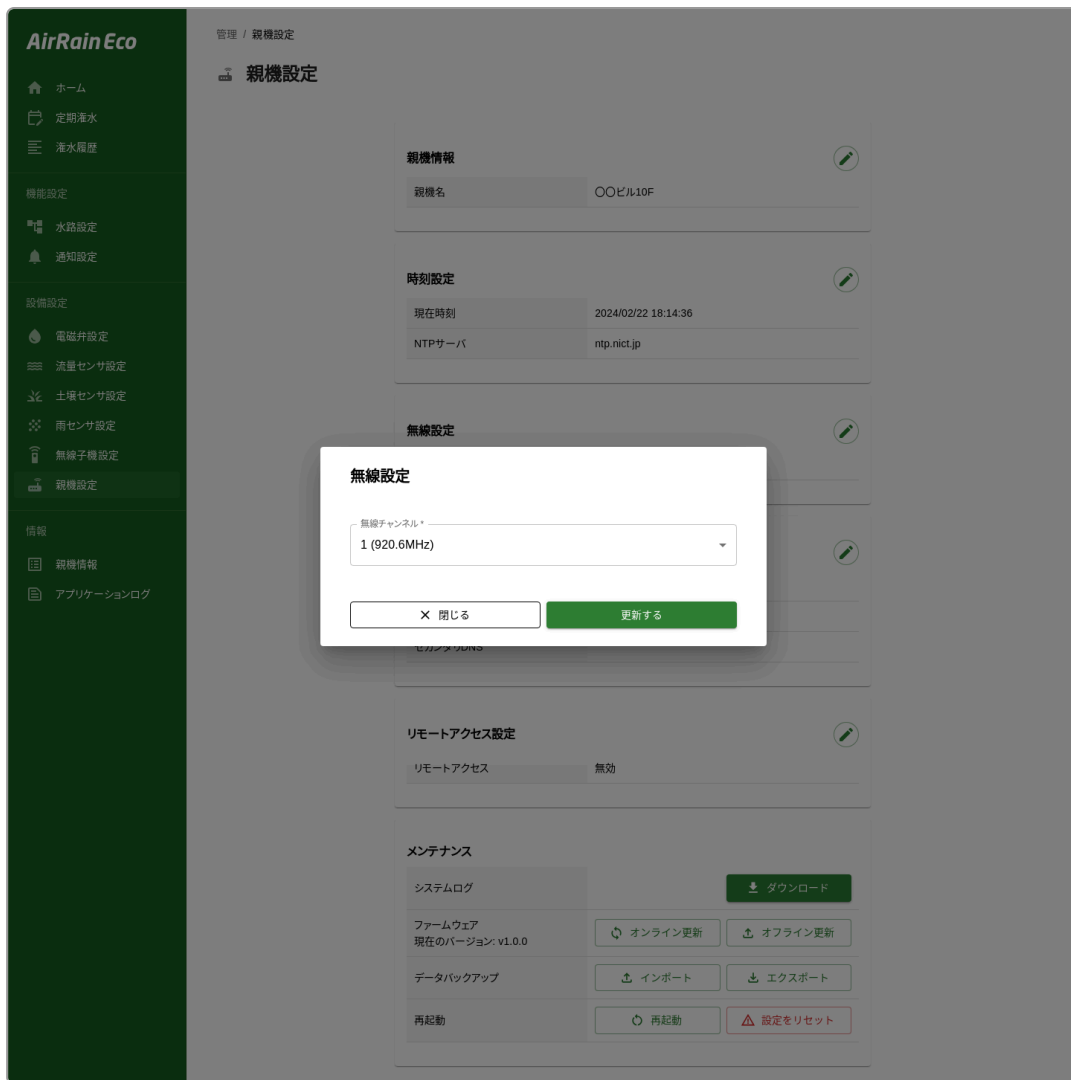 AirRain Eco
ホーム
定期潅水
潅水履歴
機能設定
水路設定
通知設定
設備設定
電磁弁設定
流量センサ設定
土壌センサ設定
雨センサ設定
無線子機設定
親機設定
情報
親機情報
アプリケーションログ
管理 / 親機設定
親機設定
親機情報
親機名 〇〇ビル10F
時刻設定
現在時刻 2024/02/22 18:14:36
NTPサーバ ntp.nict.jp
無線設定
無線設定
無線チャンネル *
1 (920.6MHz)
閉じる 更新する
セカンダリDNS
リモートアクセス設定
リモートアクセス 無効
メンテナンス
システムログ ダウンロード
ファームウェア
現在のバージョン: v1.0.0
オンライン更新 オフライン更新
データバックアップ インポート エクスポート
再起動 再起動 設定をリセット